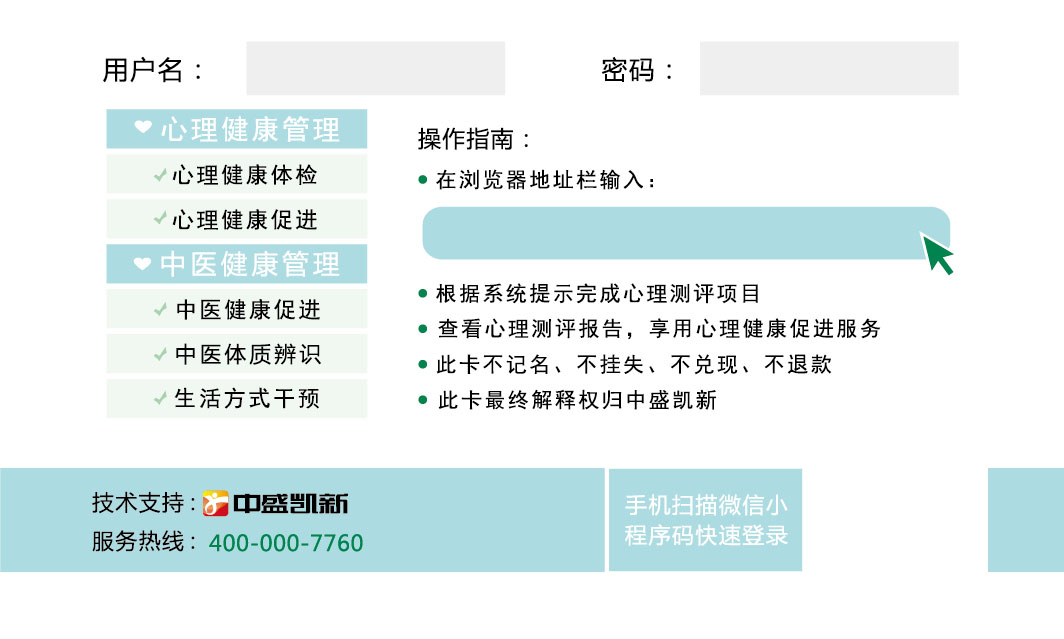 用户名：
密码：
心理健康管理
心理健康体检
心理健康促进
中医健康管理
中医健康促进
中医体质辨识
生活方式干预
操作指南：
在浏览器地址栏输入：
根据系统提示完成心理测评项目
查看心理测评报告，享用心理健康促进服务
此卡不记名、不挂失、不兑现、不退款
此卡最终解释权归中盛凯新
技术支持：中盛凯新
服务热线：400-000-7760
手机扫描微信小
程序码快速登录